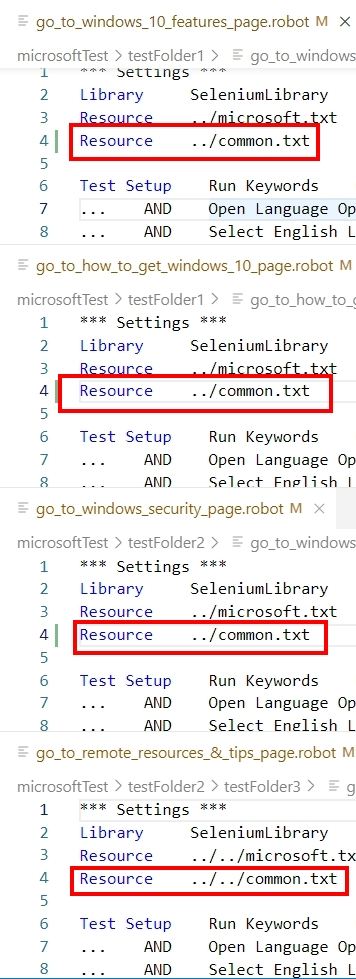 go_to_windows_10_features_page.robot M ×
microsoftTest > testFolder1 > go_to_windows
1 *** Settings ***
2 Library SeleniumLibrary
3 Resource ../microsoft.txt
4 Resource ../common.txt
5
6 Test Setup Run Keywords
7 ... AND Open Language Op
8 ... AND Select English L
go_to_how_to_get_windows_10_page.robot M
microsoftTest > testFolder1 > go_to_how_to_g
1 *** Settings ***
2 Library SeleniumLibrary
3 Resource ../microsoft.txt
4 Resource ../common.txt
5
6 Test Setup Run Keywords
7 ... AND Open Language Op
8 ... AND Select English L
go_to_windows_security_page.robot M ×
microsoftTest > testFolder2 > go_to_windows
1 *** Settings ***
2 Library SeleniumLibrary
3 Resource ../microsoft.txt
4 Resource ../common.txt
5
6 Test Setup Run Keywords
7 ... AND Open Language Op
8 ... AND Select English L
go_to_remote_resources_&_tips_page.robot M
microsoftTest > testFolder2 > testFolder3 > g
1 *** Settings ***
2 Library SeleniumLibrary
3 Resource ../../microsoft.tx
4 Resource ../../common.txt
5
6 Test Setup Run Keywords
7 ... AND Open Language Op
8 ... AND Select English L